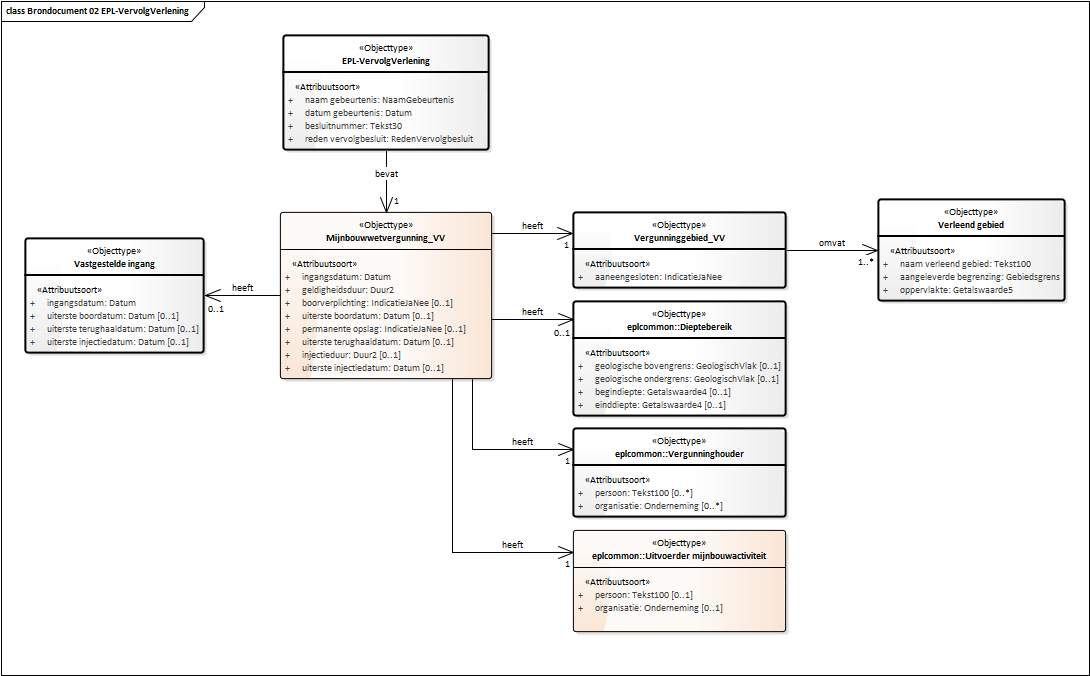 class Brondocument 02 EPL-VervolgVerlening
«Objecttype»
EPL-VervolgVerlening
«Attribuutsoort»
+ naam gebeurtenis: NaamGebeurtenis
+ datum gebeurtenis: Datum
+ besluitnummer: Tekst30
+ reden vervolgbesluit: RedenVervolgbesluit
bevat
1
«Objecttype»
Mijnbouwwetvergunning_VV
«Attribuutsoort»
+ ingangsdatum: Datum
+ geldigheidsduur: Duur2
+ boorverplichting: IndicatieJaNee [0..1]
+ uiterste boordatum: Datum [0..1]
+ permanente opslag: IndicatieJaNee [0..1]
+ uiterste terughaaldatum: Datum [0..1]
+ injectieduur: Duur2 [0..1]
+ uiterste injectiedatum: Datum [0..1]
heeft
0..1
«Objecttype»
Vastgestelde ingang
«Attribuutsoort»
+ ingangsdatum: Datum
+ uiterste boordatum: Datum [0..1]
+ uiterste terughaaldatum: Datum [0..1]
+ uiterste injectiedatum: Datum [0..1]
heeft
1
«Objecttype»
Vergunninggebied_VV
«Attribuutsoort»
+ aaneengesloten: IndicatieJaNee
omvat
1..*
«Objecttype»
Verleend gebied
«Attribuutsoort»
+ naam verleend gebied: Tekst100
+ aangeleverde begrenzing: Gebiedsgrens
+ oppervlakte: Getalswaarde5
heeft
0..1
«Objecttype»
eplcommon::Dieptebereik
«Attribuutsoort»
+ geologische bovengrens: GeologischVlak [0..1]
+ geologische ondergrens: GeologischVlak [0..1]
+ begindiepte: Getalswaarde4 [0..1]
+ einddiepte: Getalswaarde4 [0..1]
heeft
1
«Objecttype»
eplcommon::Vergunninghouder
«Attribuutsoort»
+ persoon: Tekst100 [0..*]
+ organisatie: Onderneming [0..*]
heeft
1
«Objecttype»
eplcommon::Uitvoerder mijnbouwactiviteit
«Attribuutsoort»
+ persoon: Tekst100 [0..1]
+ organisatie: Onderneming [0..1]